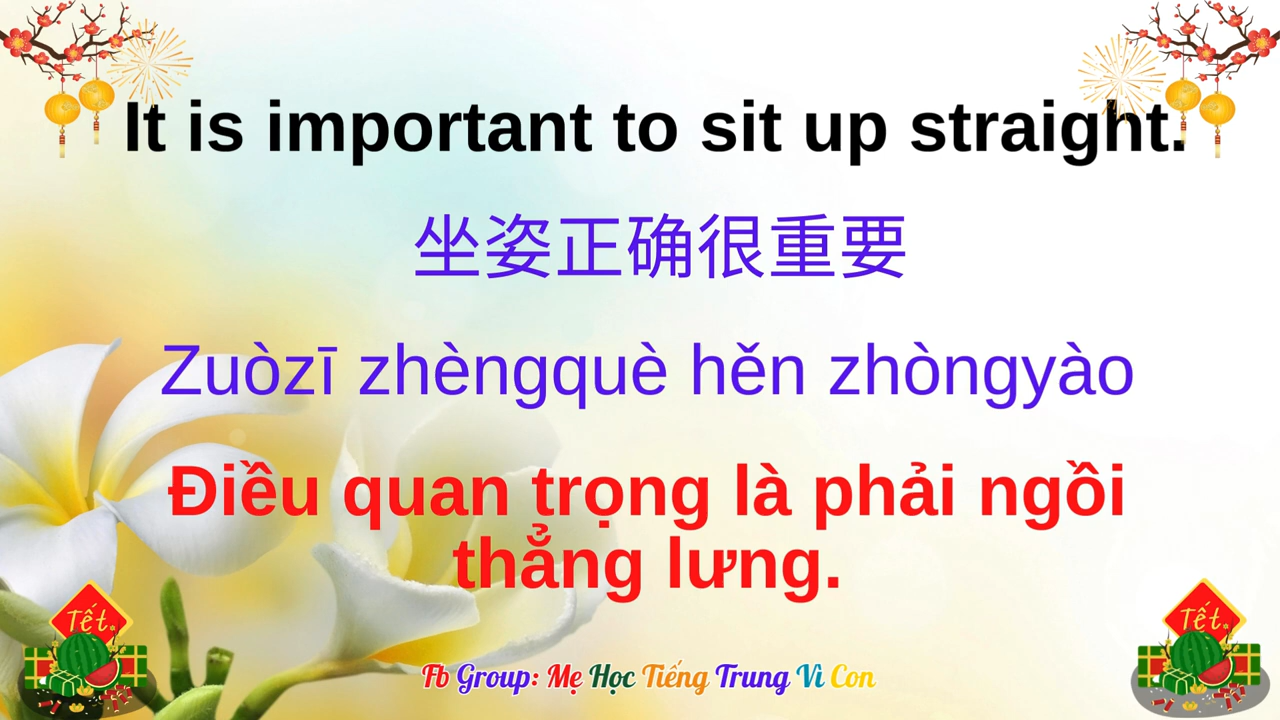 It is important to sit up straight.
坐姿正确很重要
Zuòzī zhèngquè hěn zhòngyào
Điều quan trọng là phải ngồi
thẳng lưng.
Tết
Tết
Fb Group: Mẹ Học Tiếng Trung Vì Con